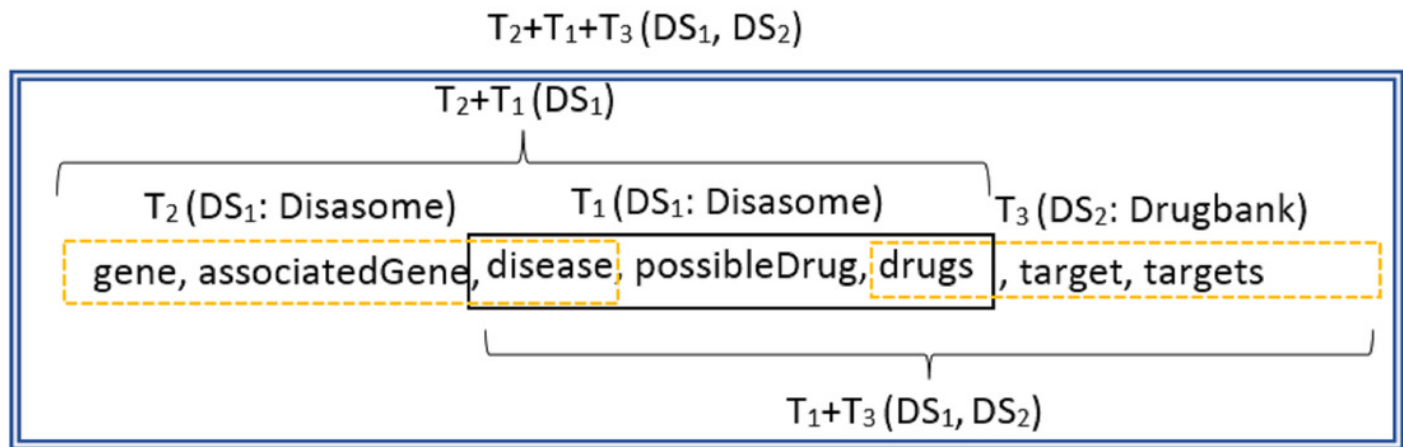 T₂+T₁+T₃ (DS₁, DS₂)
T₂+T₁ (DS₁)
T₂ (DS₁: Disasome) T₁ (DS₁: Disasome) T₃ (DS₂: Drugbank)
gene, associatedGene, disease, possibleDrug, drugs , target, targets
T₁+T₃ (DS₁, DS₂)